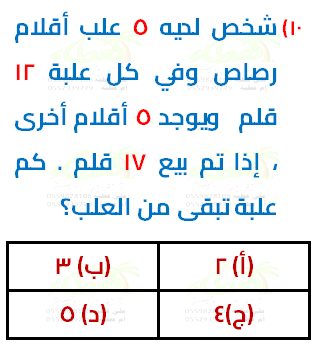 ١٠) شخص لديه ٥ علب أقلام
رصاص وفي كل علبة ١٢
قلم ويوجد ٥ أقلام أخرى
، إذا تم بيع ١٧ قلم . كم
علبة تبقى من العلب؟
(أ) ٢ (ب) ٣
(ج)٤ (د) ٥